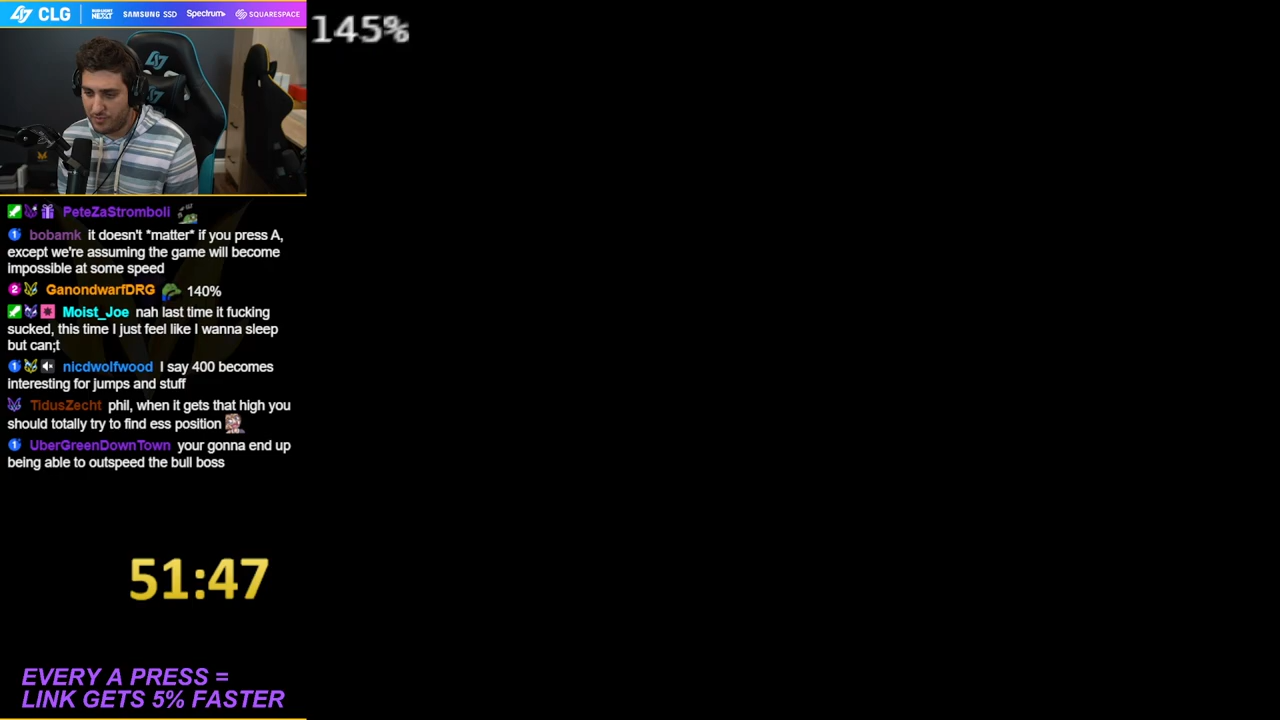 CLG BUD LIGHT NEXT SAMSUNG SSD Spectrum SQUARESPACE
145%
PeteZaStromboli
bobamk it doesn't *matter* if you press A,
except we're assuming the game will become
impossible at some speed
GanondwarfDRG 140%
Moist_Joe nah last time it fucking
sucked, this time I just feel like I wanna sleep
but can;t
nicdwolfwood I say 400 becomes
interesting for jumps and stuff
TidusZecht phil, when it gets that high you
should totally try to find ess position
UberGreenDownTown your gonna end up
being able to outspeed the bull boss
51:47
EVERY A PRESS =
LINK GETS 5% FASTER